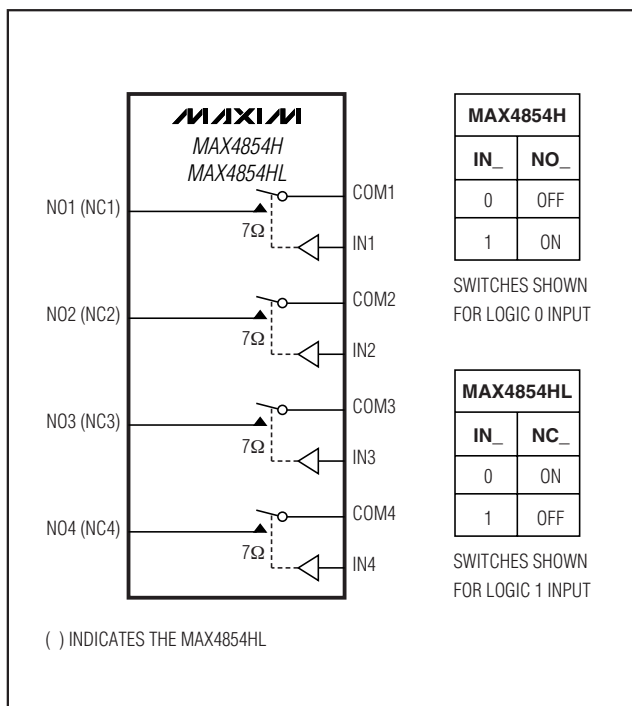 MAXIM
MAX4854H
MAX4854HL
NO1 (NC1)
7Ω
COM1
IN1
NO2 (NC2)
7Ω
COM2
IN2
NO3 (NC3)
7Ω
COM3
IN3
NO4 (NC4)
7Ω
COM4
IN4
( ) INDICATES THE MAX4854HL
MAX4854H
IN_ NO_
0 OFF
1 ON
SWITCHES SHOWN
FOR LOGIC 0 INPUT
MAX4854HL
IN_ NC_
0 ON
1 OFF
SWITCHES SHOWN
FOR LOGIC 1 INPUT